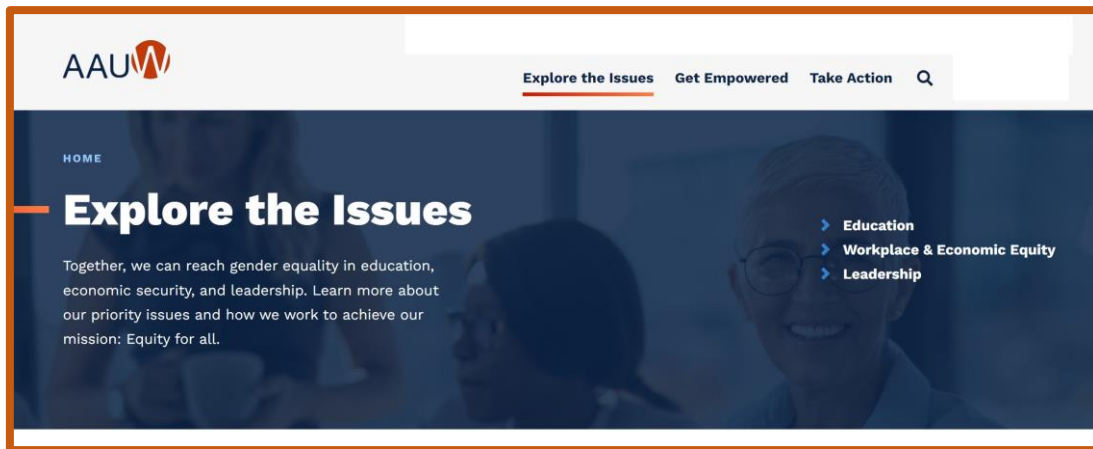 AAUW
Explore the Issues Get Empowered Take Action
HOME
Explore the Issues
Together, we can reach gender equality in education,
economic security, and leadership. Learn more about
our priority issues and how we work to achieve our
mission: Equity for all.
Education
Workplace & Economic Equity
Leadership